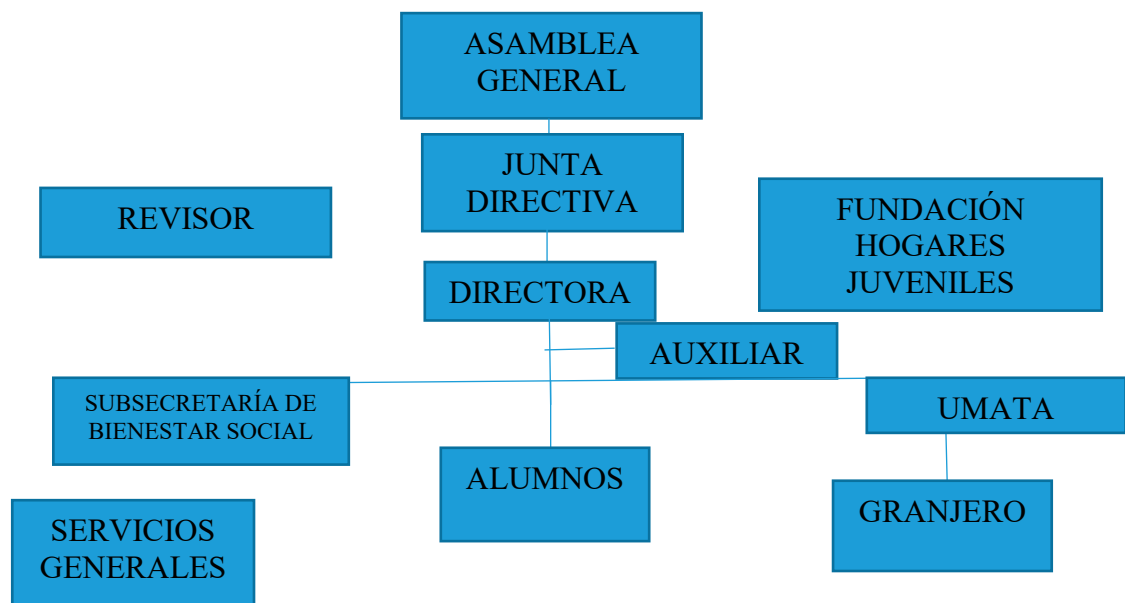 ASAMBLEA
GENERAL
JUNTA
DIRECTIVA
REVISOR
FUNDACIÓN
HOGARES
JUVENILES
DIRECTORA
AUXILIAR
SUBSECRETARÍA DE
BIENESTAR SOCIAL
UMATA
ALUMNOS
GRANJERO
SERVICIOS
GENERALES